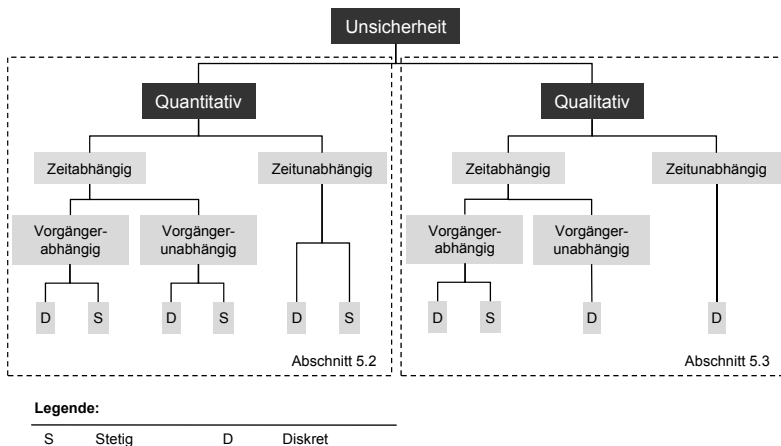 Unsicherheit
Quantitativ
Qualitativ
Zeitabhängig
Zeitunabhängig
Zeitabhängig
Zeitunabhängig
Vorgänger-
abhängig
Vorgänger-
unabhängig
Vorgänger-
abhängig
Vorgänger-
unabhängig
D S D S D S D S D D
Abschnitt 5.2
Abschnitt 5.3
Legende:
S Stetig D Diskret